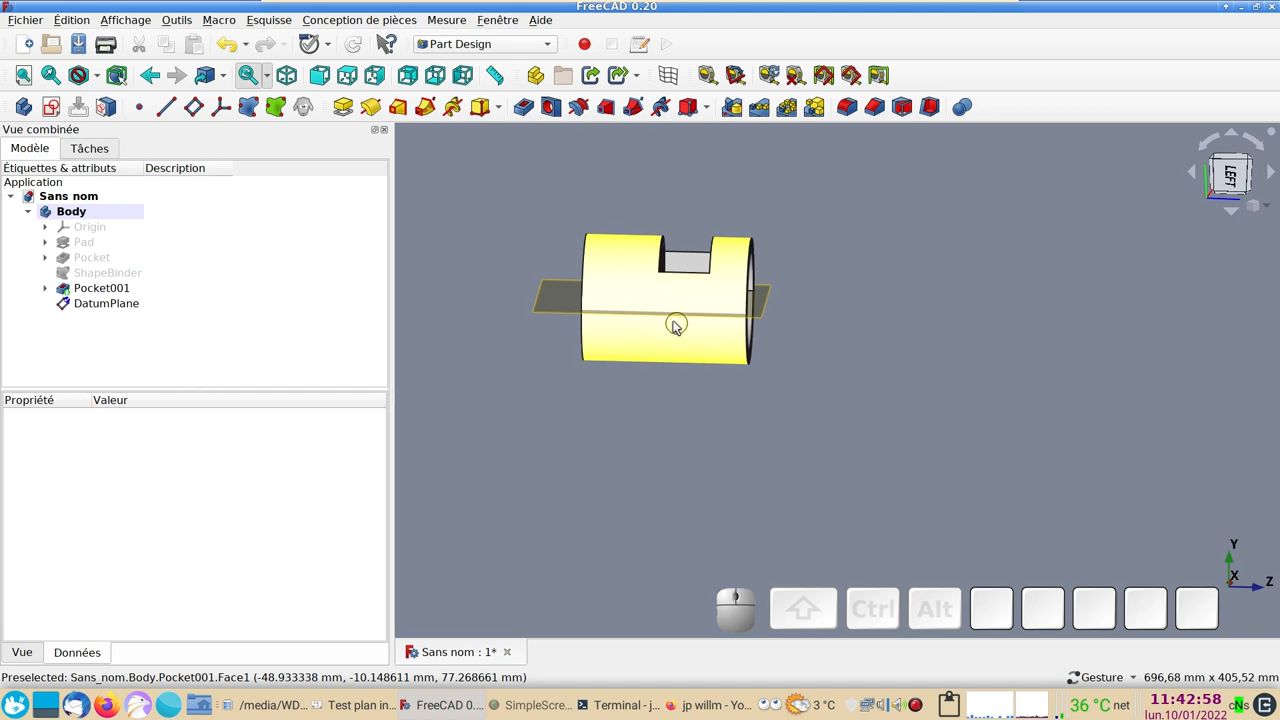 FreeCAD 0.20
Fichier Édition Affichage Outils Macro Esquisse Conception de pièces Mesure Fenêtre Aide
Part Design
Vue combinée
Modèle Tâches
Étiquettes & attributs Description
Application
Sans nom
Body
Origin
Pad
Pocket
ShapeBinder
Pocket001
DatumPlane
LEFT
Propriété Valeur
Y
X
Z
Ctrl Alt
Vue Données
Sans nom : 1*
Preselected: Sans_nom.Body.Pocket001.Face1 (-48.933338 mm, -10.148611 mm, 77.268661 mm)
Gesture 696,68 mm x 405,52 mm
/media/WD... Test plan in... FreeCAD 0.... SimpleScre... Terminal - j... jp willm - Yo... 3 °C 36 °C net 11:42:58
lun.10/01/2022